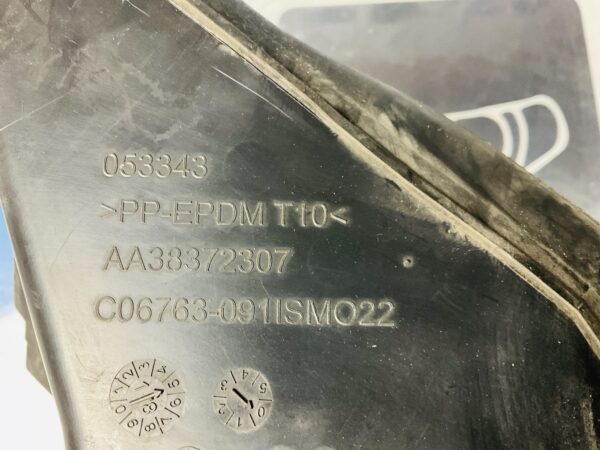 053343
>PP-EPDM T10<
AA38372307
C06763-091ISMO22